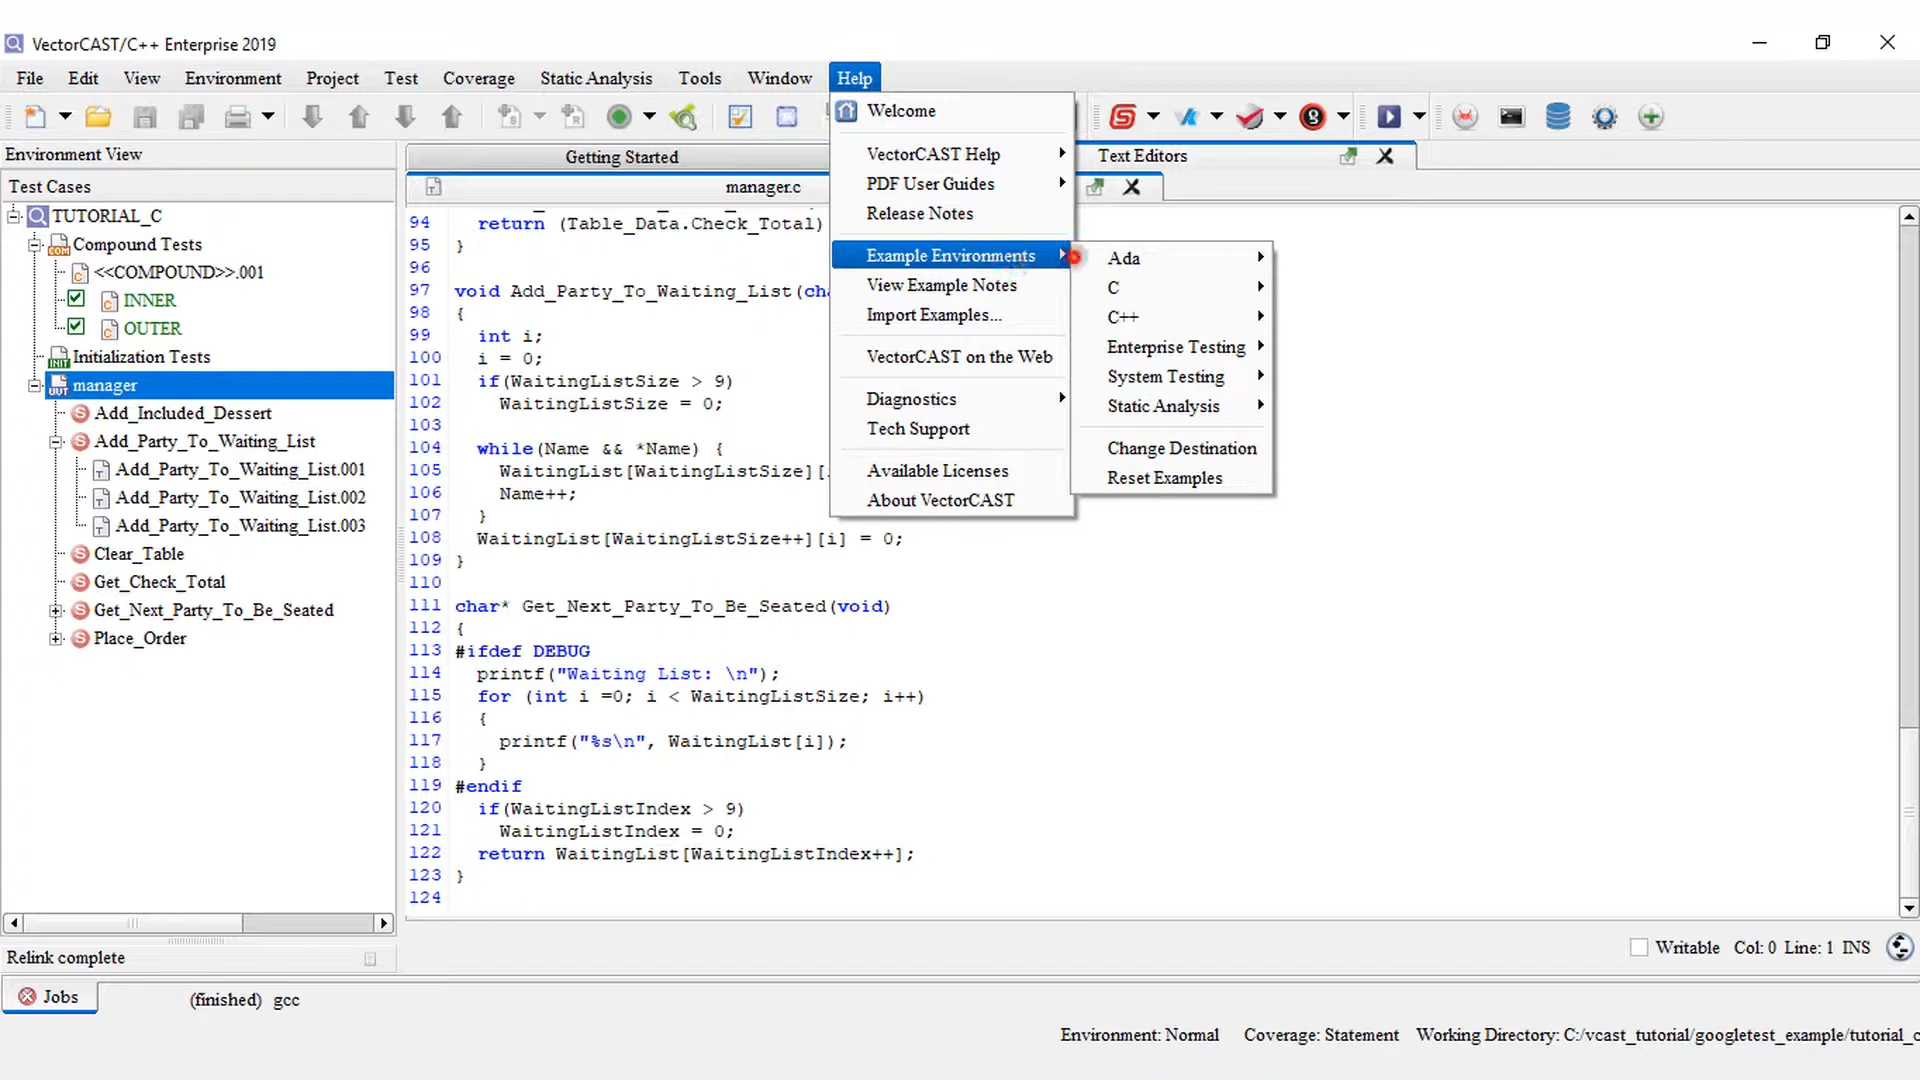 VectorCAST/C++ Enterprise 2019
File Edit View Environment Project Test Coverage Static Analysis Tools Window Help
Environment View
Test Cases
TUTORIAL_C
Compound Tests
<<COMPOUND>>.001
INNER
OUTER
Initialization Tests
manager
Add_Included_Dessert
Add_Party_To_Waiting_List
Add_Party_To_Waiting_List.001
Add_Party_To_Waiting_List.002
Add_Party_To_Waiting_List.003
Clear_Table
Get_Check_Total
Get_Next_Party_To_Be_Seated
Place_Order
Relink complete
Getting Started
Text Editors
manager.c
94 return (Table_Data.Check_Total)
95 }
96
97 void Add_Party_To_Waiting_List(cha
98 {
99 int i;
100 i = 0;
101 if(WaitingListSize > 9)
102 WaitingListSize = 0;
103
104 while(Name && *Name) {
105 WaitingList[WaitingListSize][
106 Name++;
107 }
108 WaitingList[WaitingListSize++][i] = 0;
109 }
110
111 char* Get_Next_Party_To_Be_Seated(void)
112 {
113 #ifdef DEBUG
114 printf("Waiting List: \n");
115 for (int i =0; i < WaitingListSize; i++)
116 {
117 printf("%s\n", WaitingList[i]);
118 }
119 #endif
120 if(WaitingListIndex > 9)
121 WaitingListIndex = 0;
122 return WaitingList[WaitingListIndex++];
123 }
124
Welcome
VectorCAST Help
PDF User Guides
Release Notes
Example Environments
View Example Notes
Import Examples...
VectorCAST on the Web
Diagnostics
Tech Support
Available Licenses
About VectorCAST
Ada
C
C++
Enterprise Testing
System Testing
Static Analysis
Change Destination
Reset Examples
Writable Col: 0 Line: 1 INS
Jobs
(finished) gcc
Environment: Normal Coverage: Statement Working Directory: C:/vcast_tutorial/googletest_example/tutorial_c